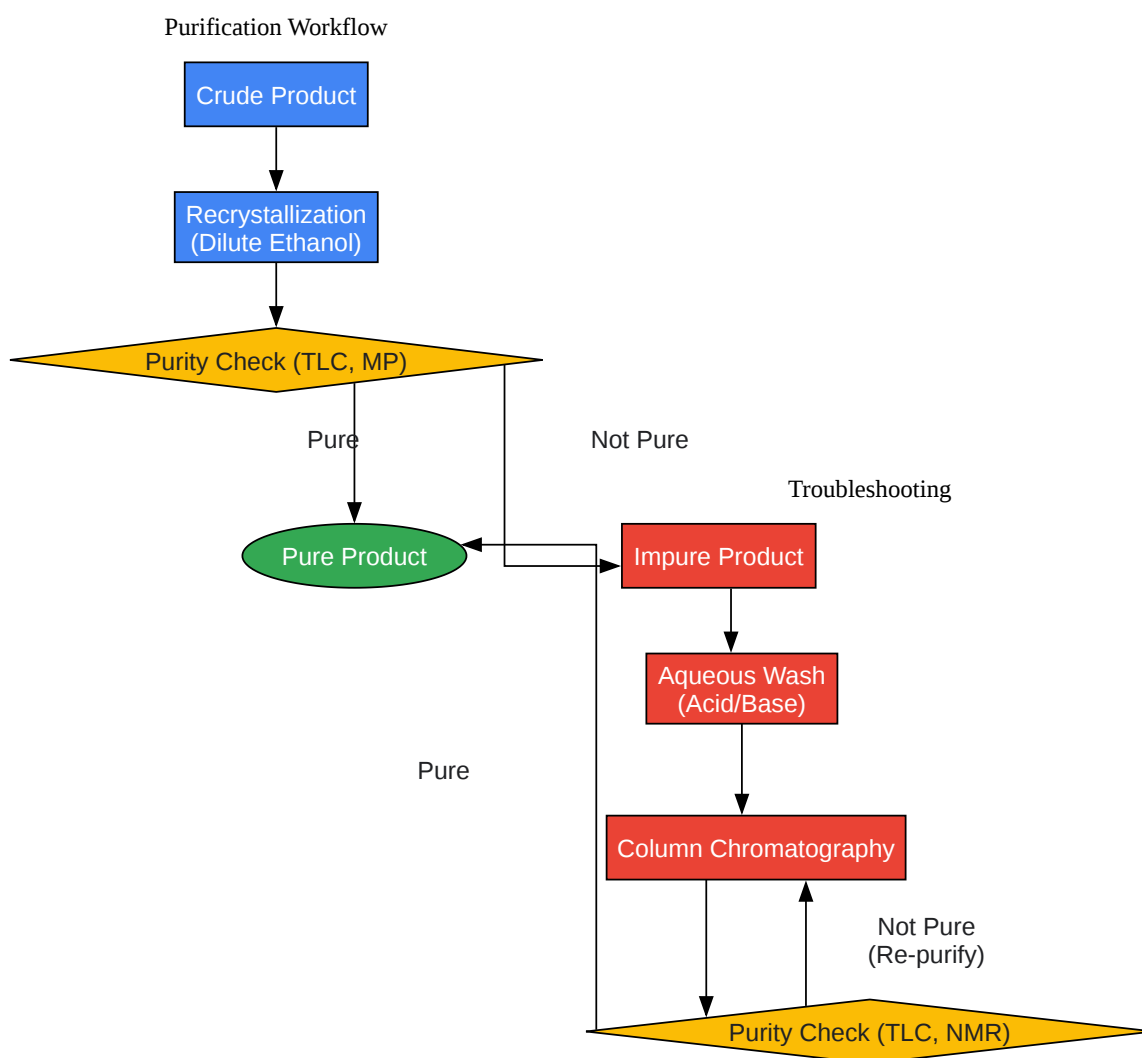 Purification Workflow
Crude Product
Recrystallization
(Dilute Ethanol)
Purity Check (TLC, MP)
Pure
Not Pure
Troubleshooting
Pure Product
Impure Product
Aqueous Wash
(Acid/Base)
Pure
Column Chromatography
Not Pure
(Re-purify)
Purity Check (TLC, NMR)